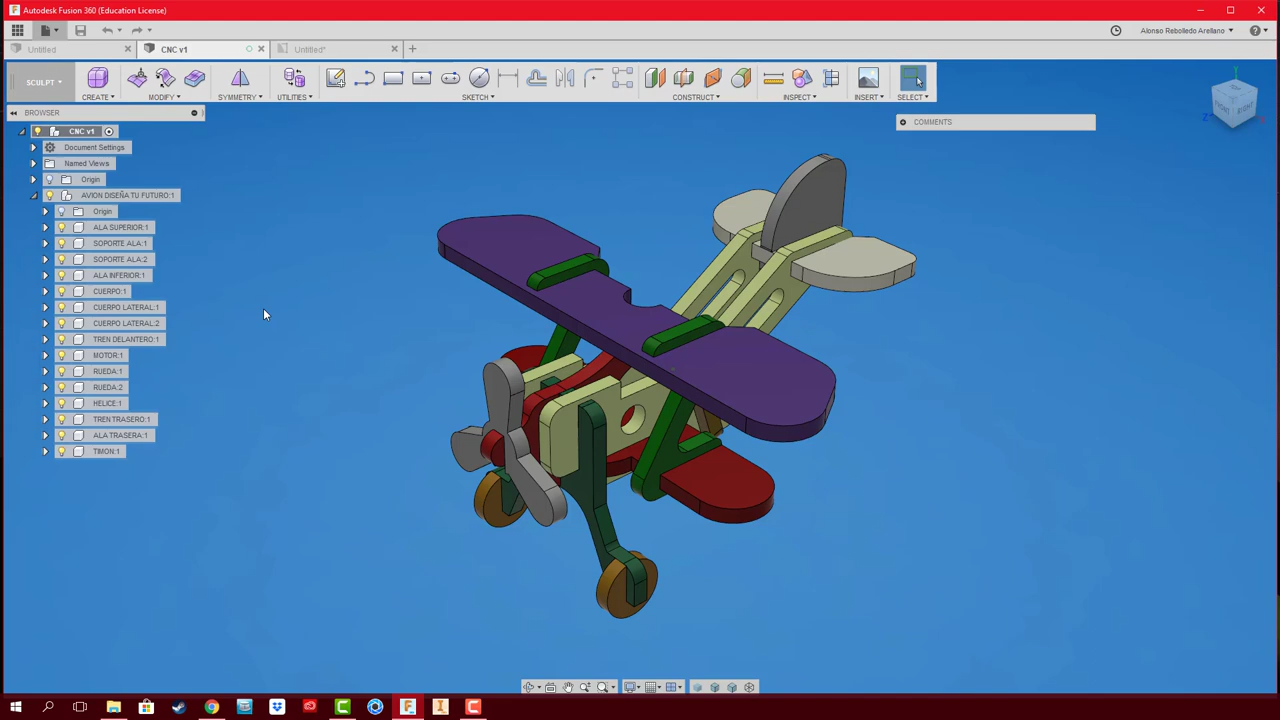 Autodesk Fusion 360 (Education License)
Alonso Rebolledo Arellano
Untitled
CNC v1
Untitled*
SCULPT
CREATE
MODIFY
SYMMETRY
UTILITIES
SKETCH
CONSTRUCT
INSPECT
INSERT
SELECT
BROWSER
COMMENTS
CNC v1
Document Settings
Named Views
Origin
AVION DISEÑA TU FUTURO:1
Origin
ALA SUPERIOR:1
SOPORTE ALA:1
SOPORTE ALA:2
ALA INFERIOR:1
CUERPO:1
CUERPO LATERAL:1
CUERPO LATERAL:2
TREN DELANTERO:1
MOTOR:1
RUEDA:1
RUEDA:2
HELICE:1
TREN TRASERO:1
ALA TRASERA:1
TIMON:1
FRONT
RIGHT
Y
Z